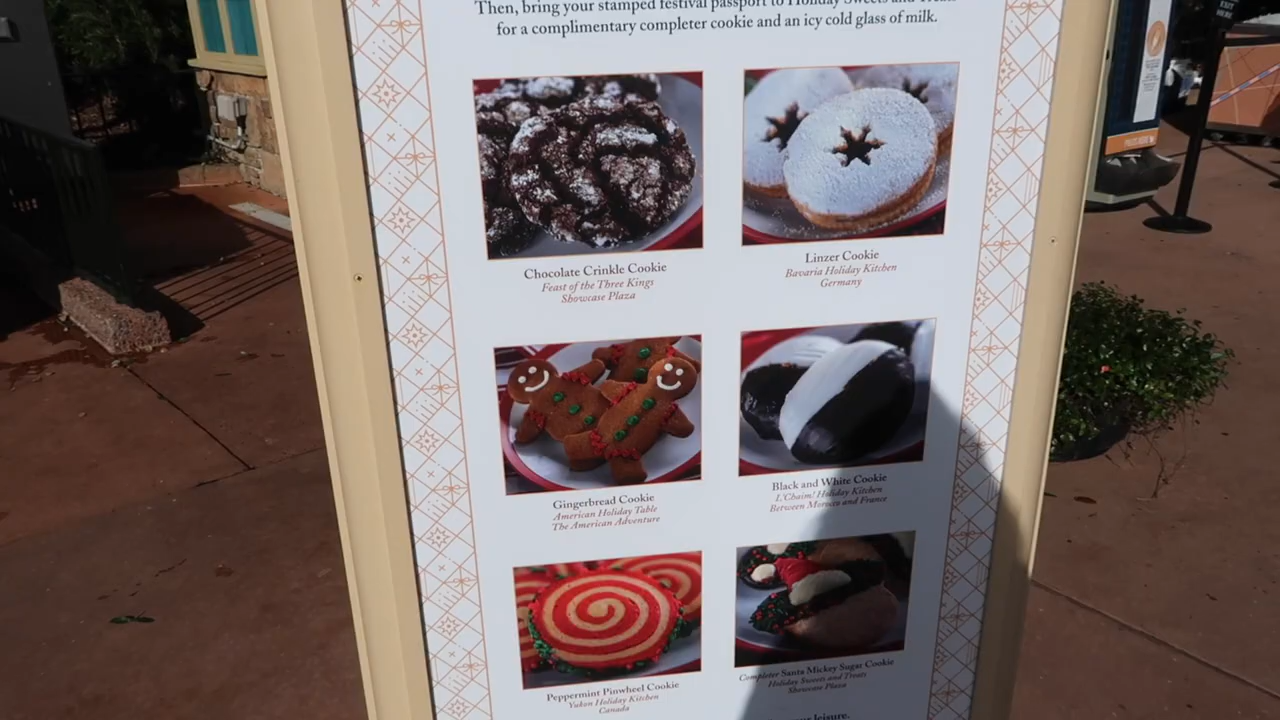 Then, bring your stamped festival passport to Holiday Sweets and Treats
for a complimentary completer cookie and an icy cold glass of milk.
Chocolate Crinkle Cookie
Feast of the Three Kings
Showcase Plaza
Linzer Cookie
Bavaria Holiday Kitchen
Germany
Gingerbread Cookie
American Holiday Table
The American Adventure
Black and White Cookie
L'Chaim! Holiday Kitchen
Between Morocco and France
Peppermint Pinwheel Cookie
Yukon Holiday Kitchen
Canada
Completer Santa Mickey Sugar Cookie
Holiday Sweets and Treats
Showcase Plaza
leisure.